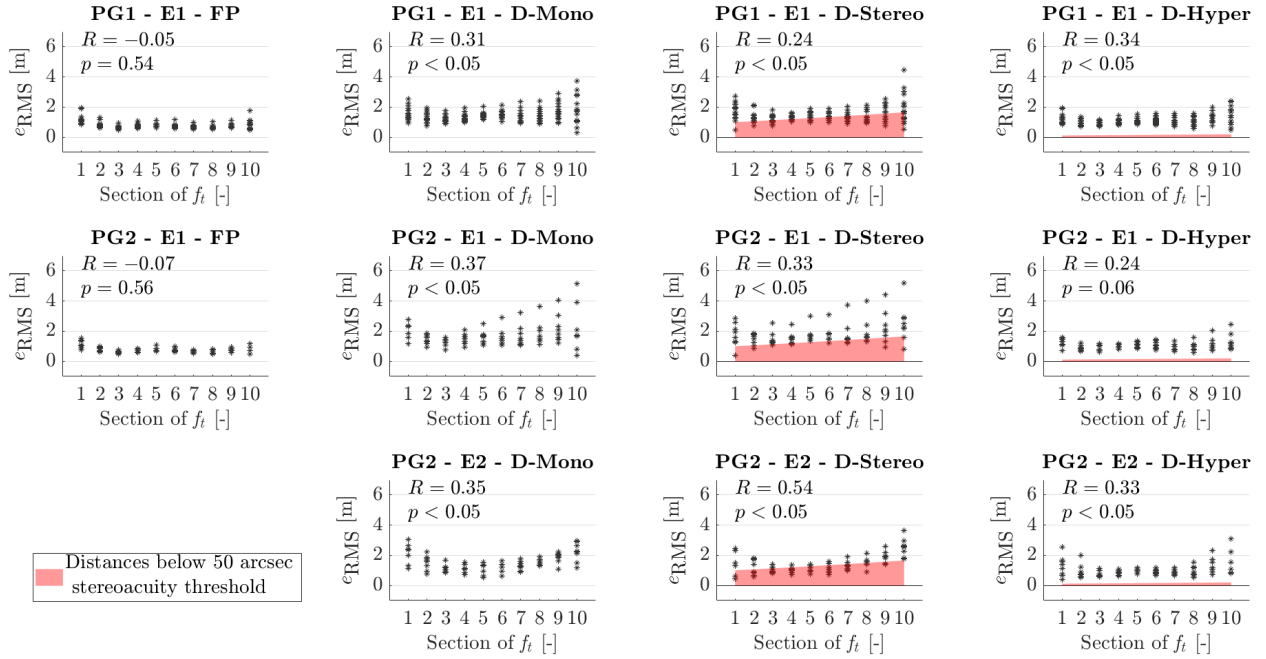 PG1 - E1 - FP
R = −0.05
p = 0.54
e_RMS [m]
6
4
2
0
1 2 3 4 5 6 7 8 9 10
Section of f_t [-]
PG1 - E1 - D-Mono
R = 0.31
p < 0.05
e_RMS [m]
6
4
2
0
1 2 3 4 5 6 7 8 9 10
Section of f_t [-]
PG1 - E1 - D-Stereo
R = 0.24
p < 0.05
e_RMS [m]
6
4
2
0
1 2 3 4 5 6 7 8 9 10
Section of f_t [-]
PG1 - E1 - D-Hyper
R = 0.34
p < 0.05
e_RMS [m]
6
4
2
0
1 2 3 4 5 6 7 8 9 10
Section of f_t [-]
PG2 - E1 - FP
R = −0.07
p = 0.56
e_RMS [m]
6
4
2
0
1 2 3 4 5 6 7 8 9 10
Section of f_t [-]
PG2 - E1 - D-Mono
R = 0.37
p < 0.05
e_RMS [m]
6
4
2
0
1 2 3 4 5 6 7 8 9 10
Section of f_t [-]
PG2 - E1 - D-Stereo
R = 0.33
p < 0.05
e_RMS [m]
6
4
2
0
1 2 3 4 5 6 7 8 9 10
Section of f_t [-]
PG2 - E1 - D-Hyper
R = 0.24
p = 0.06
e_RMS [m]
6
4
2
0
1 2 3 4 5 6 7 8 9 10
Section of f_t [-]
PG2 - E2 - D-Mono
R = 0.35
p < 0.05
e_RMS [m]
6
4
2
0
1 2 3 4 5 6 7 8 9 10
Section of f_t [-]
PG2 - E2 - D-Stereo
R = 0.54
p < 0.05
e_RMS [m]
6
4
2
0
1 2 3 4 5 6 7 8 9 10
Section of f_t [-]
PG2 - E2 - D-Hyper
R = 0.33
p < 0.05
e_RMS [m]
6
4
2
0
1 2 3 4 5 6 7 8 9 10
Section of f_t [-]
Distances below 50 arcsec
stereoacuity threshold